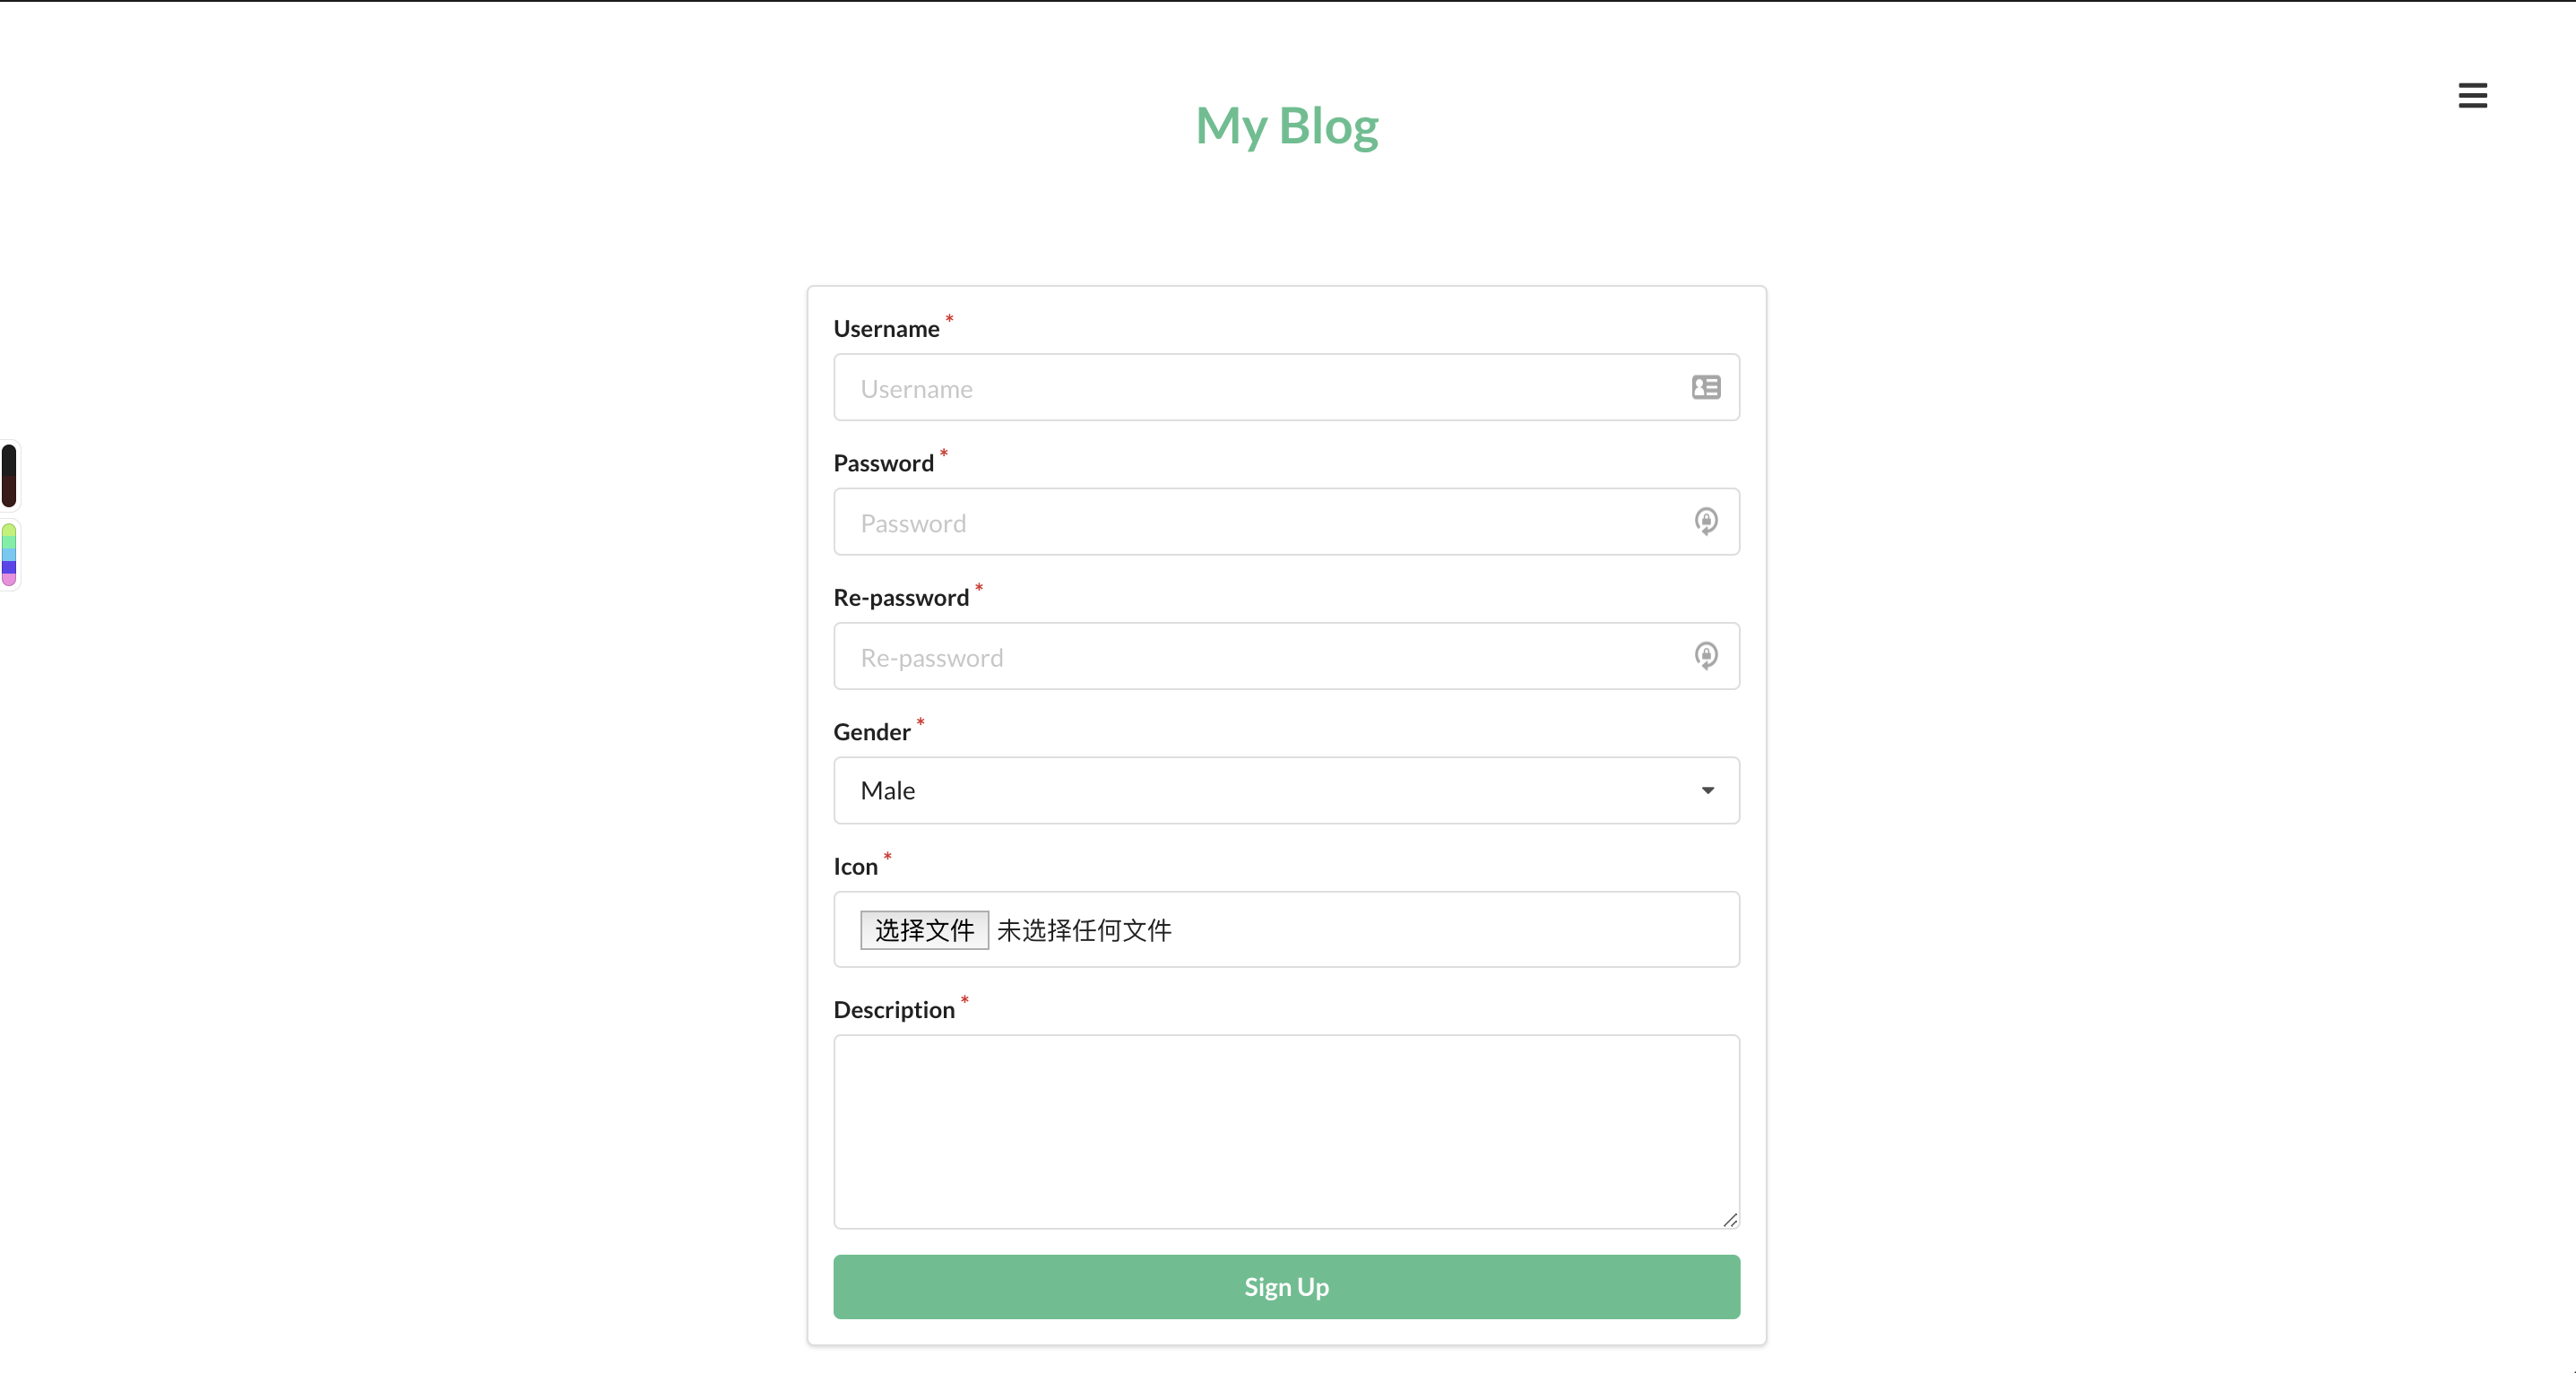 My Blog
Username *
Username
Password *
Password
Re-password *
Re-password
Gender *
Male
Icon *
选择文件 未选择任何文件
Description *
Sign Up